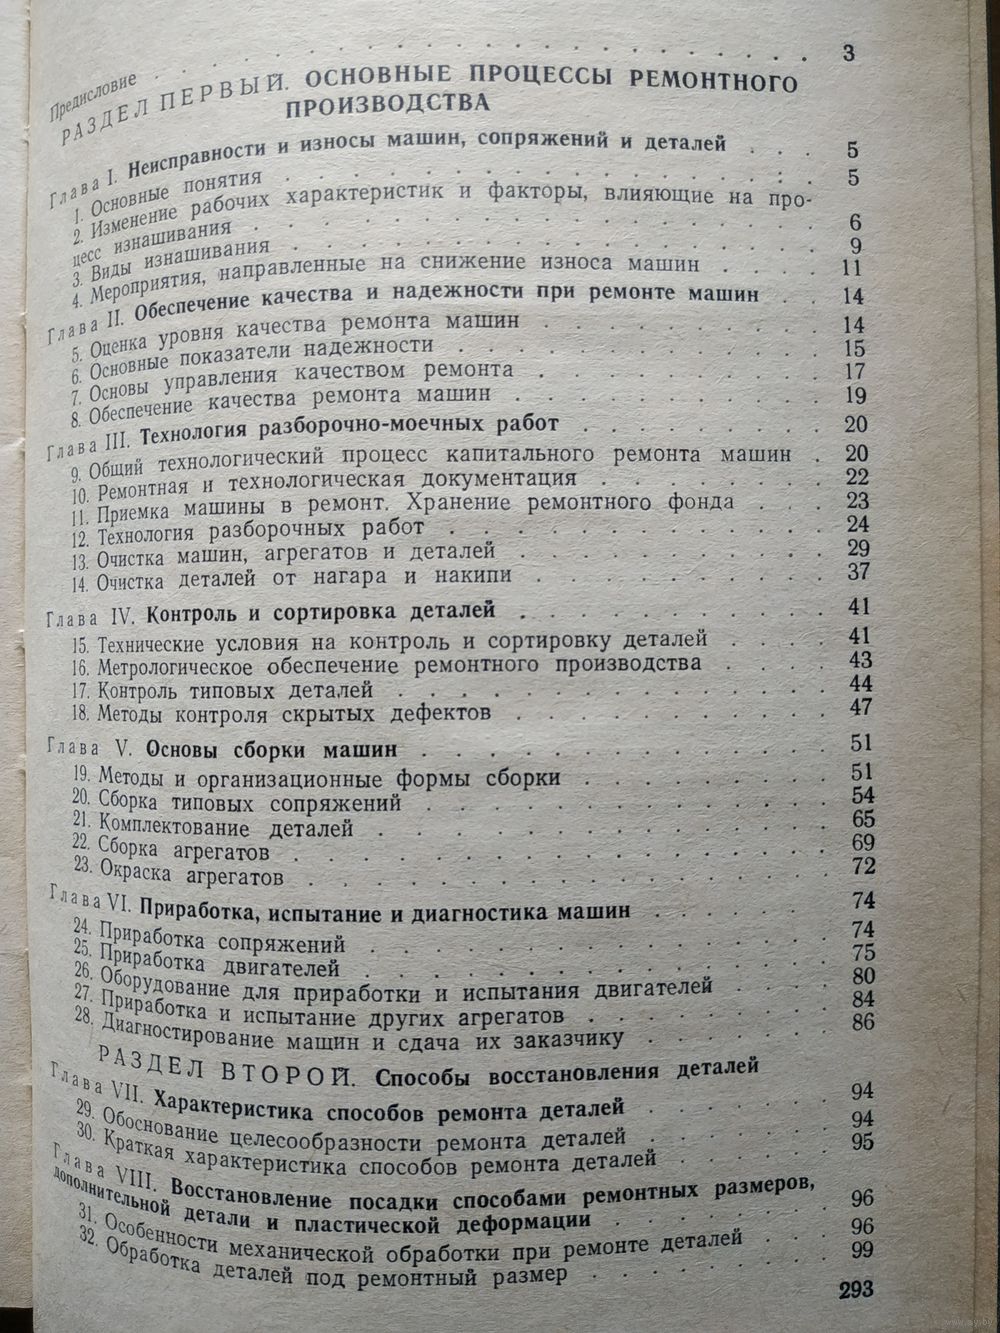 Предисловие . . . . . . . . . . . . . . . . 3
РАЗДЕЛ ПЕРВЫЙ. ОСНОВНЫЕ ПРОЦЕССЫ РЕМОНТНОГО
ПРОИЗВОДСТВА
Глава I. Неисправности и износы машин, сопряжений и деталей . . . 5
1. Основные понятия . . . . . . . . . . . . . . 5
2. Изменение рабочих характеристик и факторы, влияющие на про-
цесс изнашивания . . . . . . . . . . . . . . 6
3. Виды изнашивания . . . . . . . . . . . . . . 9
4. Мероприятия, направленные на снижение износа машин . . . . 11
Глава II. Обеспечение качества и надежности при ремонте машин . . 14
5. Оценка уровня качества ремонта машин . . . . . . . . 14
6. Основные показатели надежности . . . . . . . . . . 15
7. Основы управления качеством ремонта . . . . . . . . 17
8. Обеспечение качества ремонта машин . . . . . . . . 19
Глава III. Технология разборочно-моечных работ . . . . . . . 20
9. Общий технологический процесс капитального ремонта машин . 20
10. Ремонтная и технологическая документация . . . . . . 22
11. Приемка машины в ремонт. Хранение ремонтного фонда . . . 23
12. Технология разборочных работ . . . . . . . . . . 24
13. Очистка машин, агрегатов и деталей . . . . . . . . 29
14. Очистка деталей от нагара и накипи . . . . . . . . 37
Глава IV. Контроль и сортировка деталей . . . . . . . . 41
15. Технические условия на контроль и сортировку деталей . . . . 41
16. Метрологическое обеспечение ремонтного производства . . . . 43
17. Контроль типовых деталей . . . . . . . . . . . . 44
18. Методы контроля скрытых дефектов . . . . . . . . 47
Глава V. Основы сборки машин . . . . . . . . . . . . 51
19. Методы и организационные формы сборки . . . . . . . 51
20. Сборка типовых сопряжений . . . . . . . . . . . 54
21. Комплектование деталей . . . . . . . . . . . . 65
22. Сборка агрегатов . . . . . . . . . . . . . . 69
23. Окраска агрегатов . . . . . . . . . . . . . . 72
Глава VI. Приработка, испытание и диагностика машин . . . . . 74
24. Приработка сопряжений . . . . . . . . . . . . 74
25. Приработка двигателей . . . . . . . . . . . . 75
26. Оборудование для приработки и испытания двигателей . . . . 80
27. Приработка и испытание других агрегатов . . . . . . . 84
28. Диагностирование машин и сдача их заказчику . . . . . . 86
РАЗДЕЛ ВТОРОЙ. Способы восстановления деталей
Глава VII. Характеристика способов ремонта деталей . . . . . . 94
29. Обоснование целесообразности ремонта деталей . . . . . . 94
30. Краткая характеристика способов ремонта деталей . . . . . 95
Глава VIII. Восстановление посадки способами ремонтных размеров,
дополнительной детали и пластической деформации . . . . . . 96
31. Особенности механической обработки при ремонте деталей . . . 96
32. Обработка деталей под ремонтный размер . . . . . . . 99
293
www.ay.by